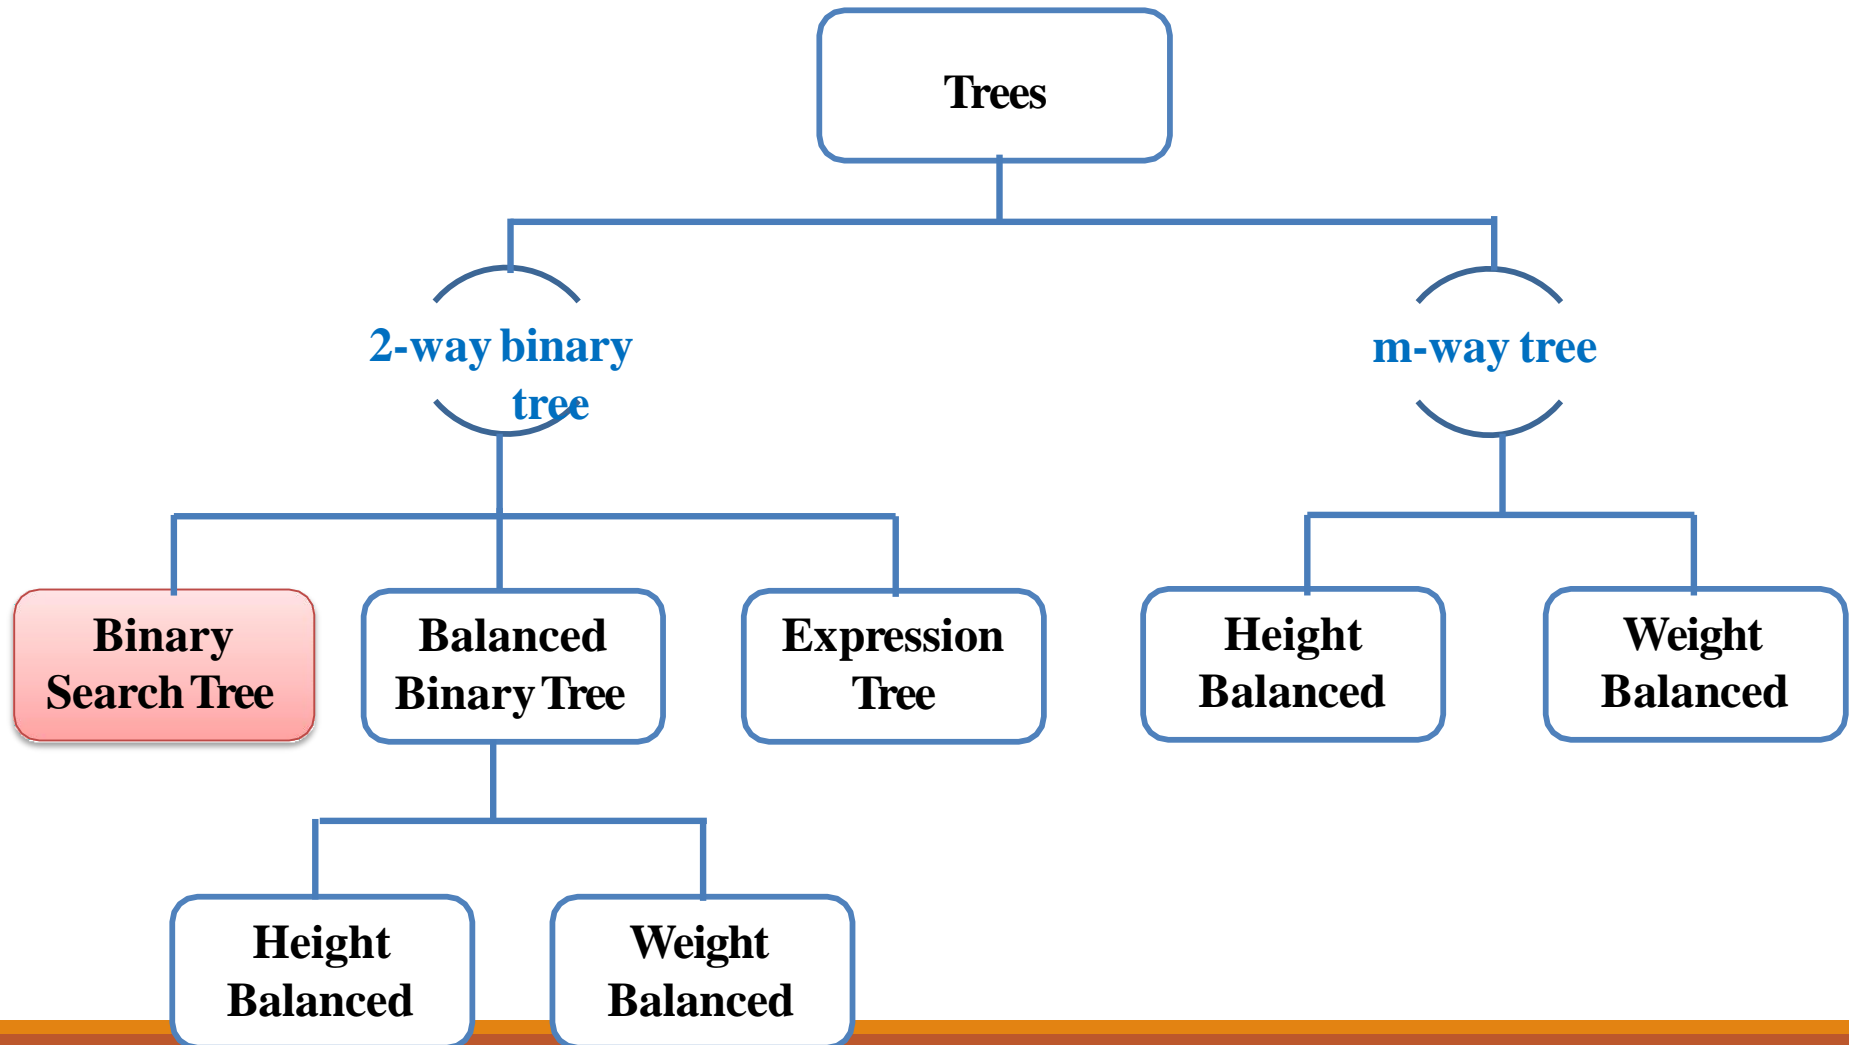 Trees
2-way binary
tree
m-way tree
Binary
Search Tree
Balanced
Binary Tree
Expression
Tree
Height
Balanced
Weight
Balanced
Height
Balanced
Weight
Balanced